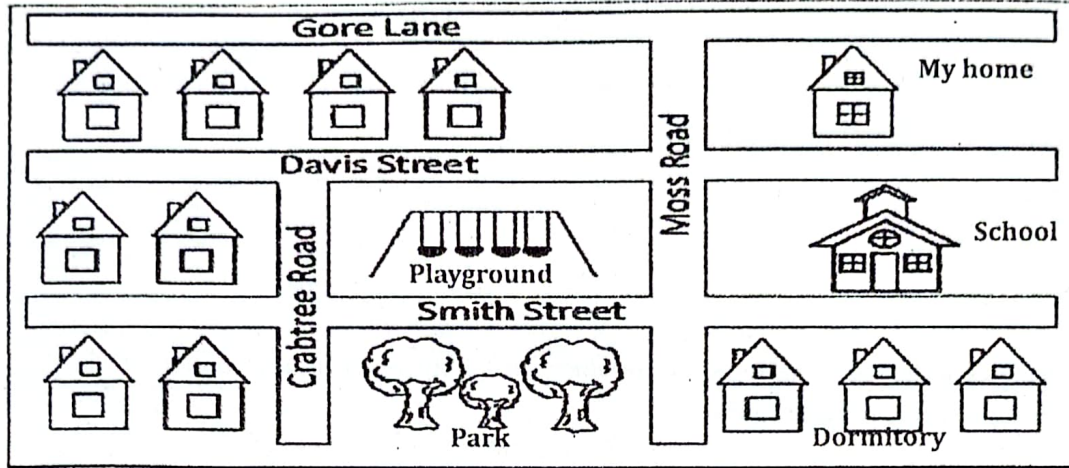 Gore Lane
My home
Moss Road
Davis Street
School
Playground
Crabtree Road
Smith Street
Park
Dormitory